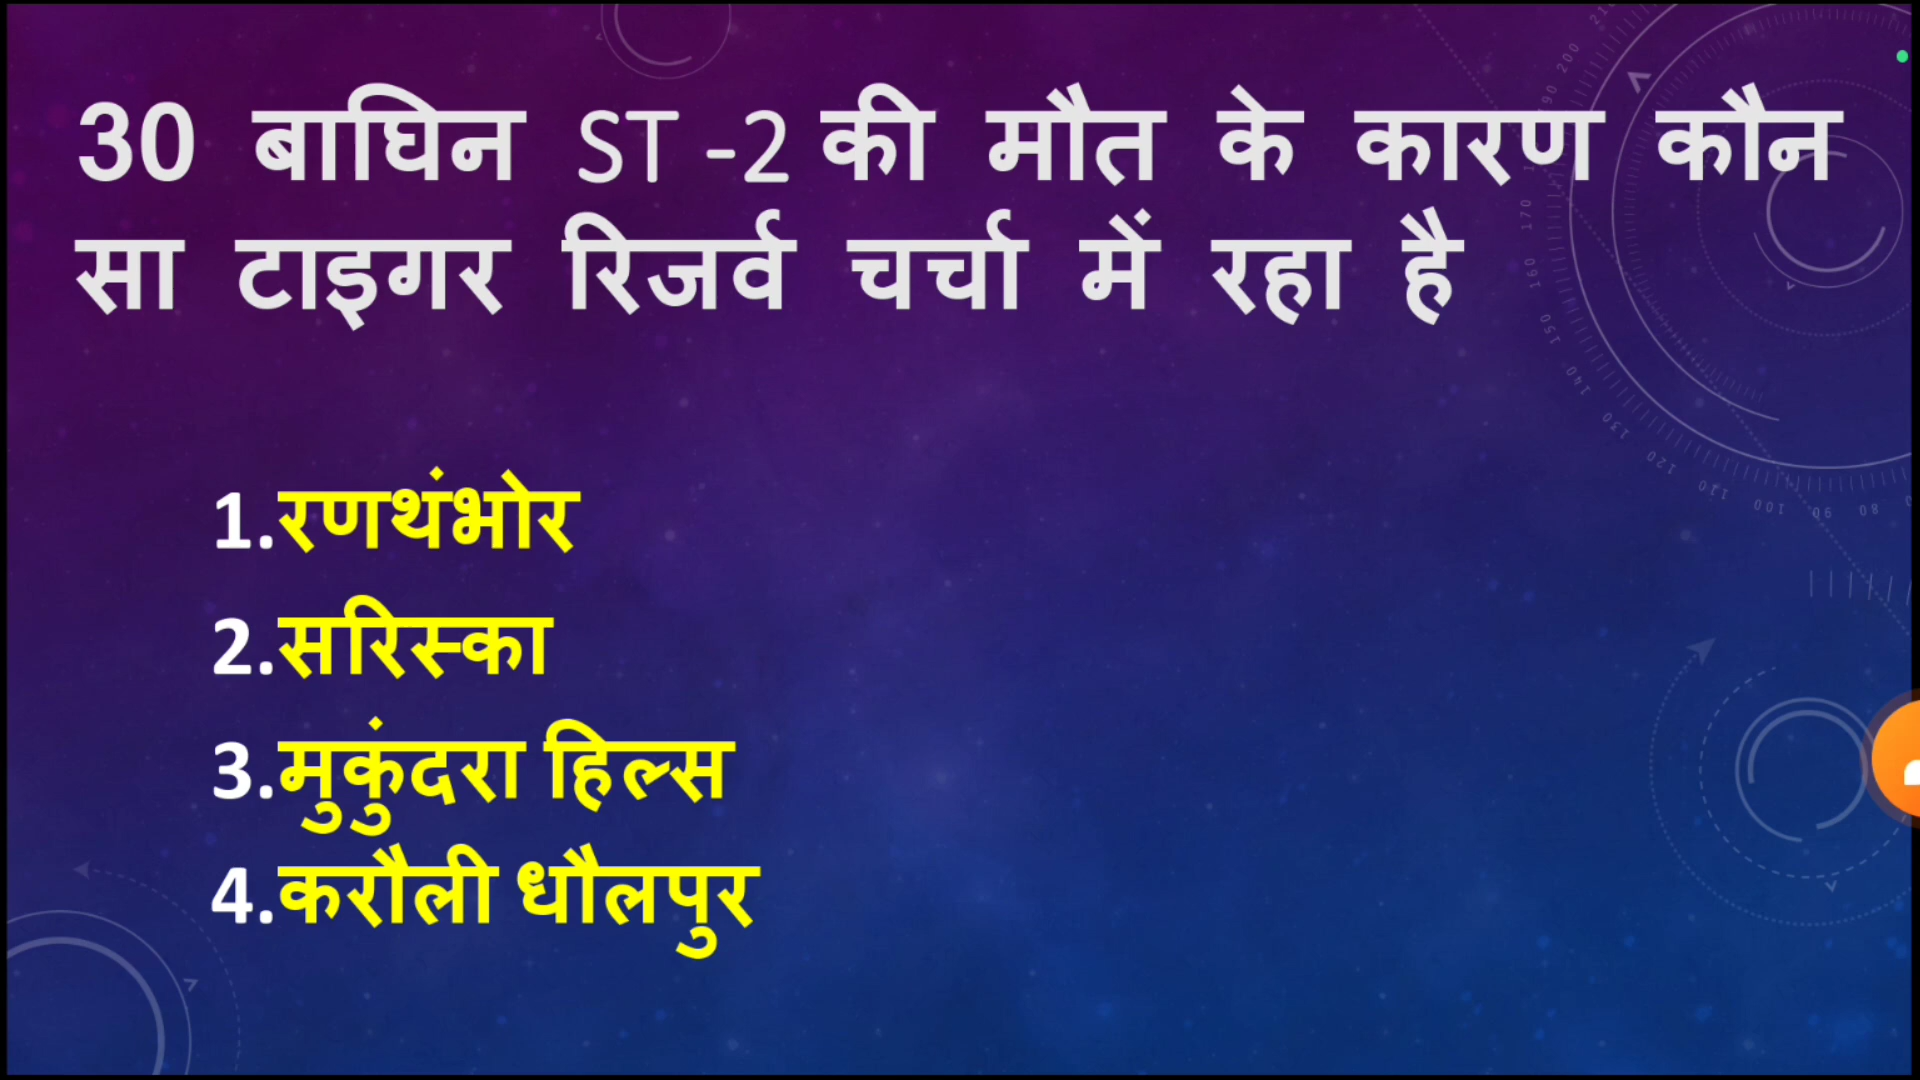 30 बाघिन ST -2 की मौत के कारण कौन
सा टाइगर रिजर्व चर्चा में रहा है
1.रणथंभोर
2.सरिस्का
3.मुकुंदरा हिल्स
4.करौली धौलपुर